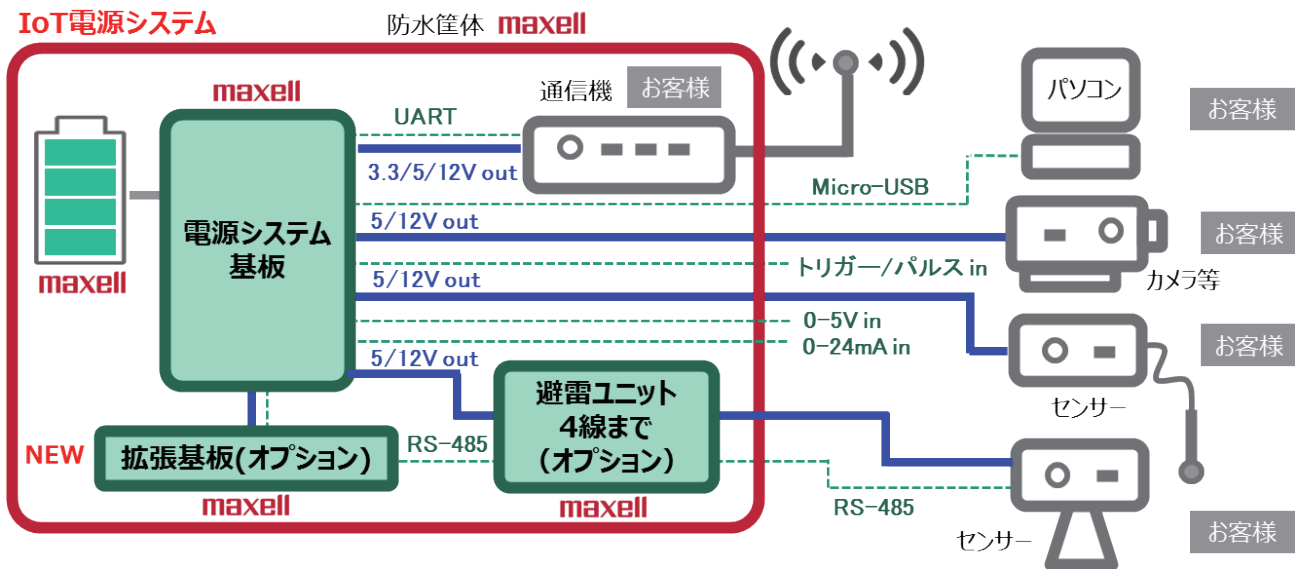 IoT電源システム
防水筐体 maxell
maxell
通信機 お客様
UART
3.3/5/12V out
パソコン
お客様
Micro-USB
電源システム
基板
maxell
5/12V out
お客様
トリガー/パルス in
カメラ等
5/12V out
0-5V in
0-24mA in
お客様
5/12V out
センサー
避雷ユニット
4線まで
(オプション)
maxell
NEW
拡張基板(オプション)
maxell
RS-485
RS-485
センサー
お客様